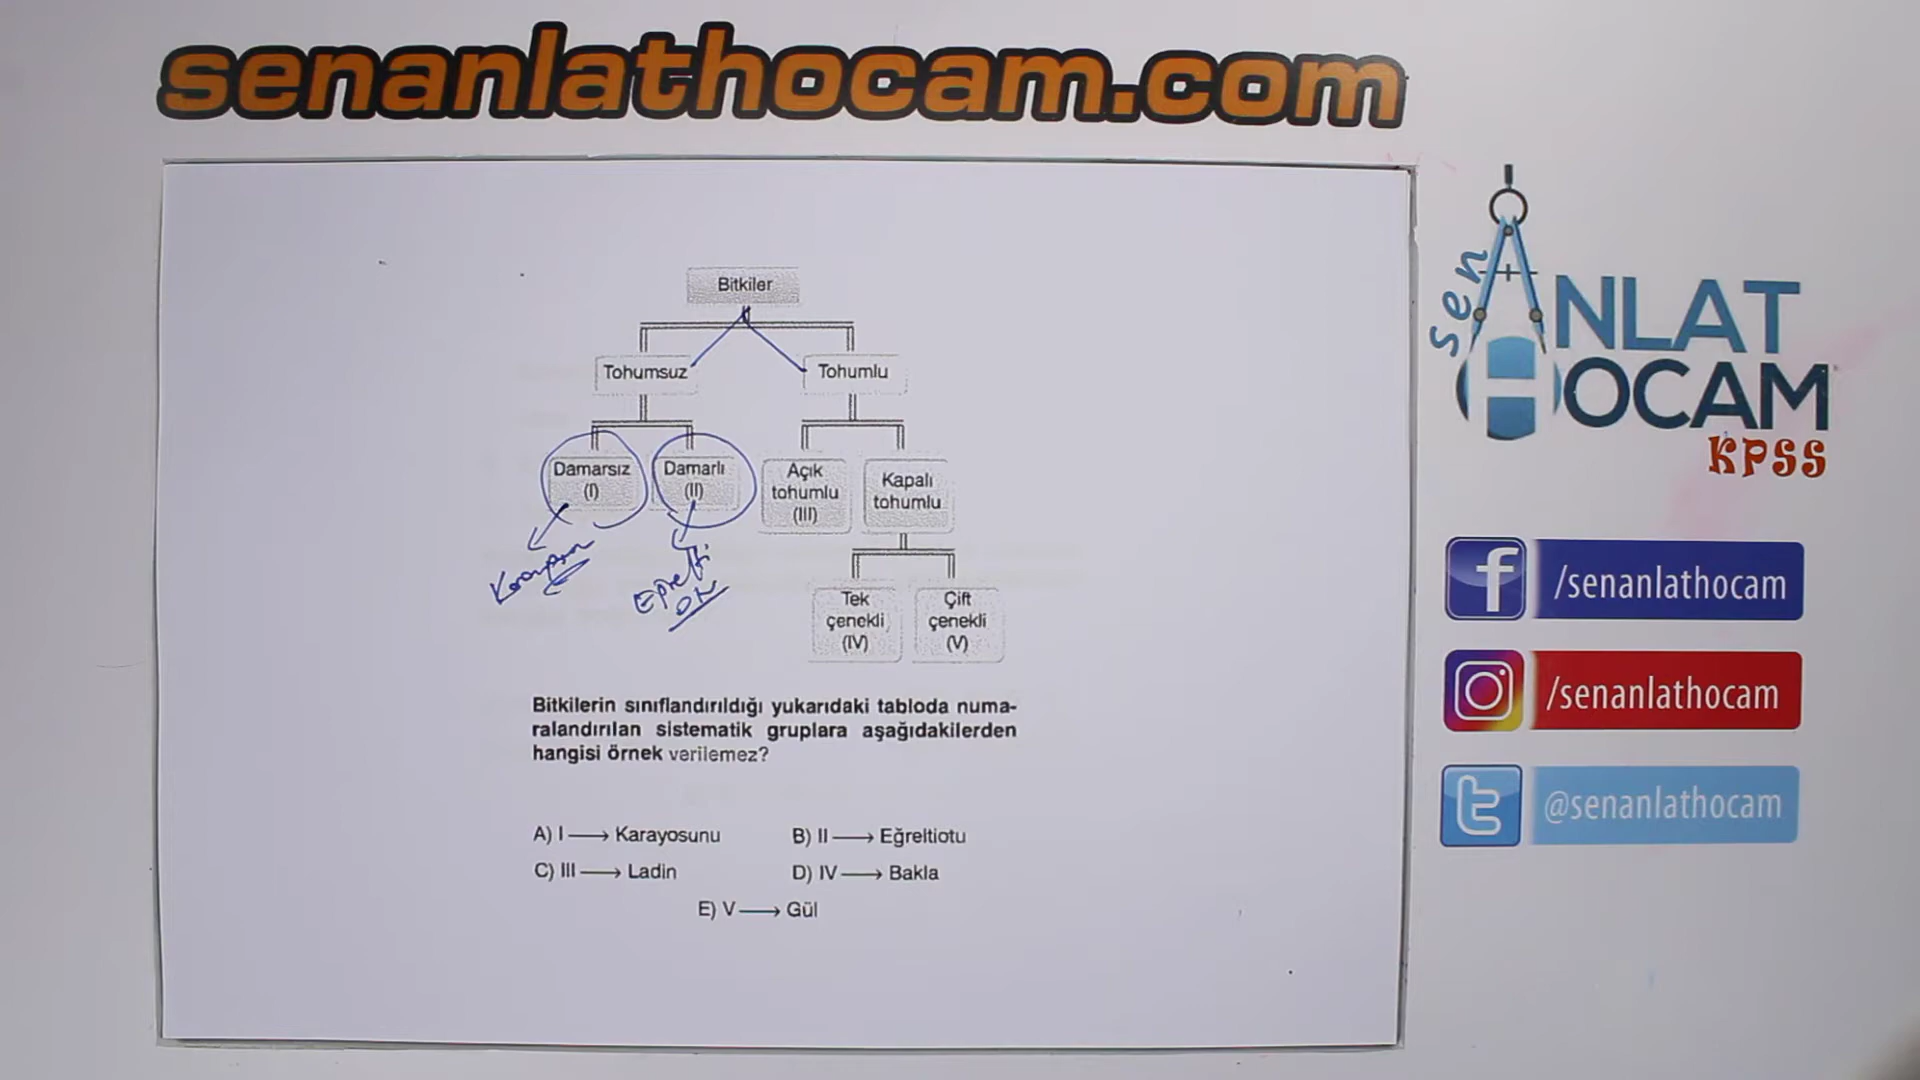 senanlathocam.com
Bitkiler
Tohumsuz
Tohumlu
Damarsız
(I)
Damarlı
(II)
Açık
tohumlu
(III)
Kapalı
tohumlu
Tek
çenekli
(IV)
Çift
çenekli
(V)
Bitkilerin sınıflandırıldığı yukarıdaki tabloda numa-
ralandırılan sistematik gruplara aşağıdakilerden
hangisi örnek verilemez?
A) I → Karayosunu
B) II → Eğreltiotu
C) III → Ladin
D) IV → Bakla
E) V → Gül
sen
ANLAT
HOCAM
KPSS
f /senanlathocam
/senanlathocam
t @senanlathocam